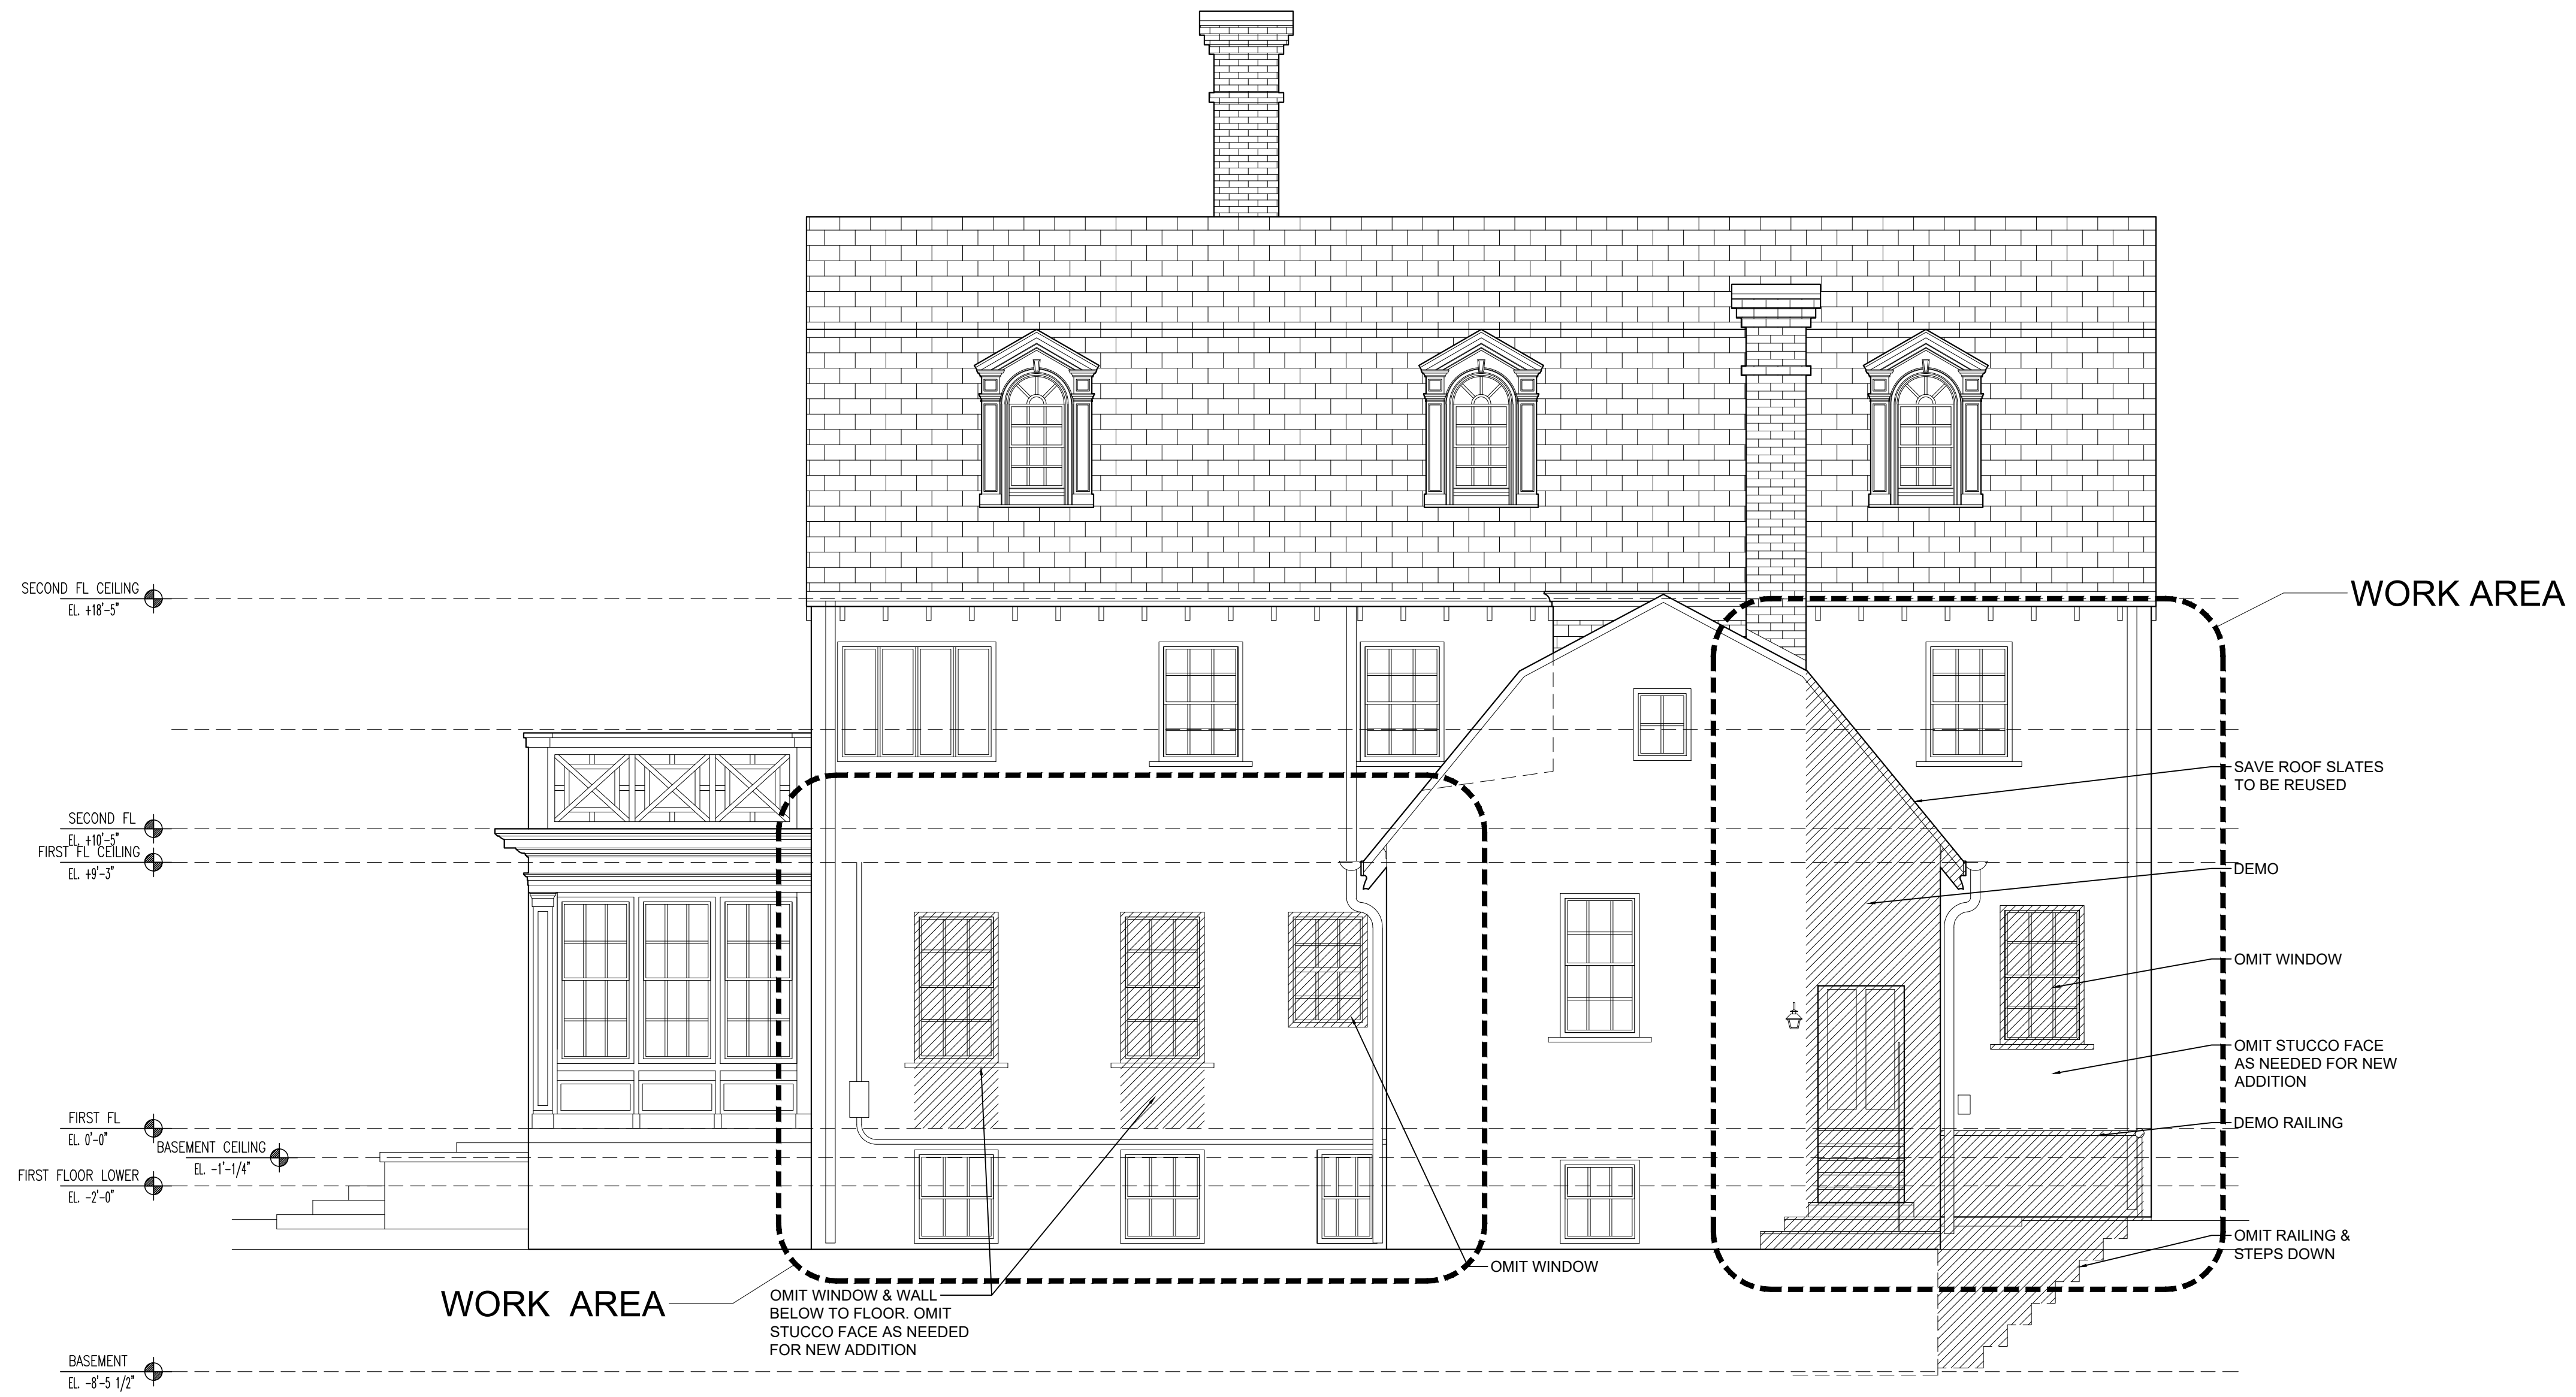 SECOND FL CEILING
EL. +18'-5"
SECOND FL
EL. +10'-5"
FIRST FL CEILING
EL. +9'-3"
FIRST FL
EL. 0'-0"
BASEMENT CEILING
EL. -1'-1/4"
FIRST FLOOR LOWER
EL. -2'-0"
BASEMENT
EL. -8'-5 1/2"
WORK AREA
OMIT WINDOW & WALL
BELOW TO FLOOR. OMIT
STUCCO FACE AS NEEDED
FOR NEW ADDITION
OMIT WINDOW
WORK AREA
SAVE ROOF SLATES
TO BE REUSED
DEMO
OMIT WINDOW
OMIT STUCCO FACE
AS NEEDED FOR NEW
ADDITION
DEMO RAILING
OMIT RAILING &
STEPS DOWN